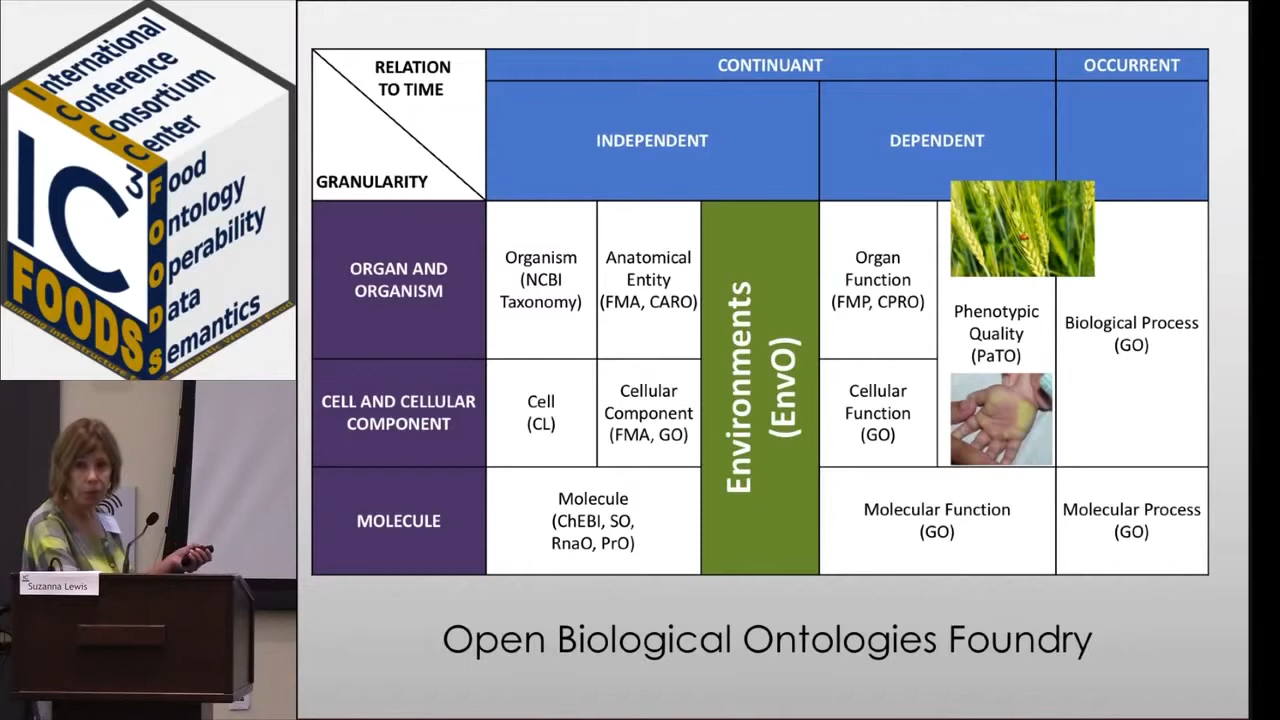 International
Conference
Consortium
Center
IC3
FOODS
Food
Ontology
Operability
Data
Semantics
RELATION
TO TIME
GRANULARITY
CONTINUANT
OCCURRENT
INDEPENDENT
DEPENDENT
ORGAN AND
ORGANISM
Organism
(NCBI
Taxonomy)
Anatomical
Entity
(FMA, CARO)
Environments
(EnvO)
Organ
Function
(FMP, CPRO)
Phenotypic
Quality
(PaTO)
Biological Process
(GO)
CELL AND CELLULAR
COMPONENT
Cell
(CL)
Cellular
Component
(FMA, GO)
Cellular
Function
(GO)
MOLECULE
Molecule
(ChEBI, SO,
RnaO, PrO)
Molecular Function
(GO)
Molecular Process
(GO)
Open Biological Ontologies Foundry
Suzanna Lewis